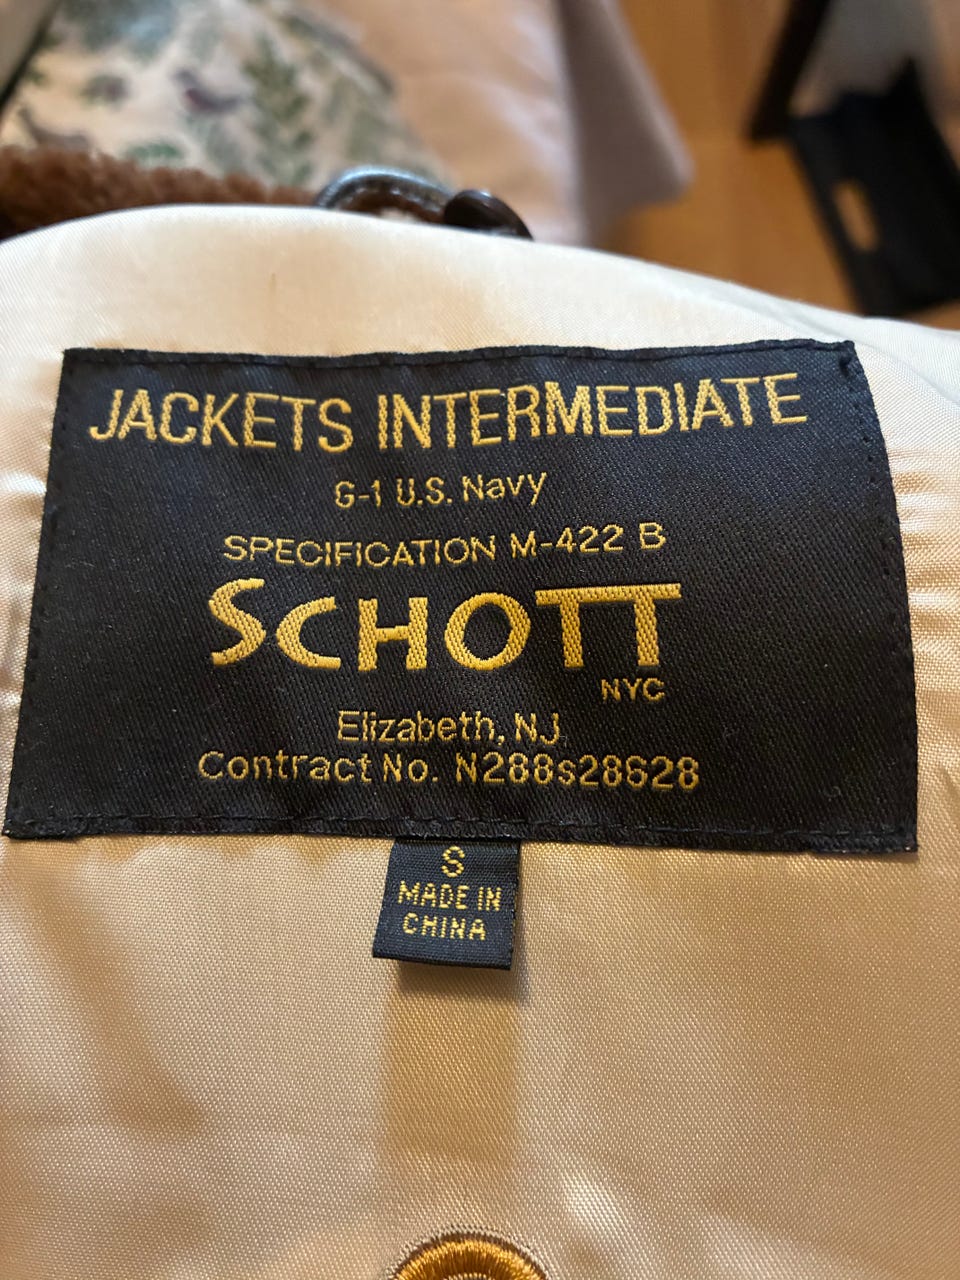 JACKETS INTERMEDIATE
G-1 U.S. Navy
SPECIFICATION M-422 B
SCHOTT
NYC
Elizabeth, NJ
Contract No. N288s28628
S
MADE IN
CHINA